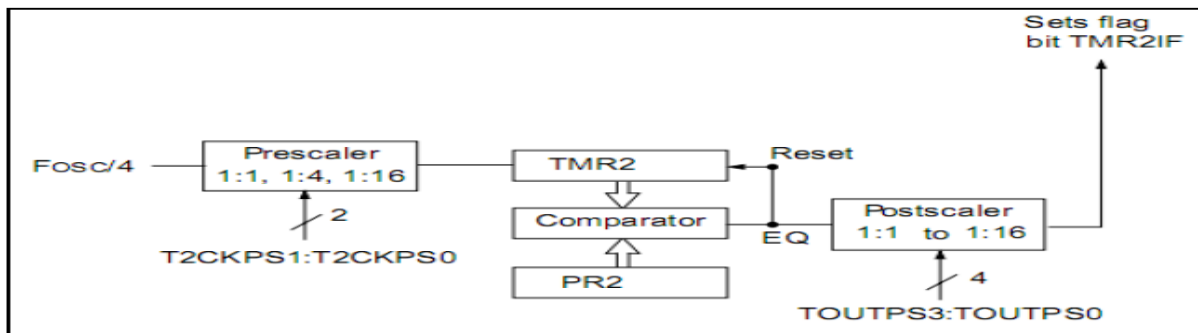 Sets flag
bit TMR2IF
Fosc/4
Prescaler
1:1, 1:4, 1:16
TMR2
Reset
2
Comparator
EQ
Postscaler
1:1 to 1:16
T2CKPS1:T2CKPS0
PR2
4
TOUTPS3:TOUTPS0